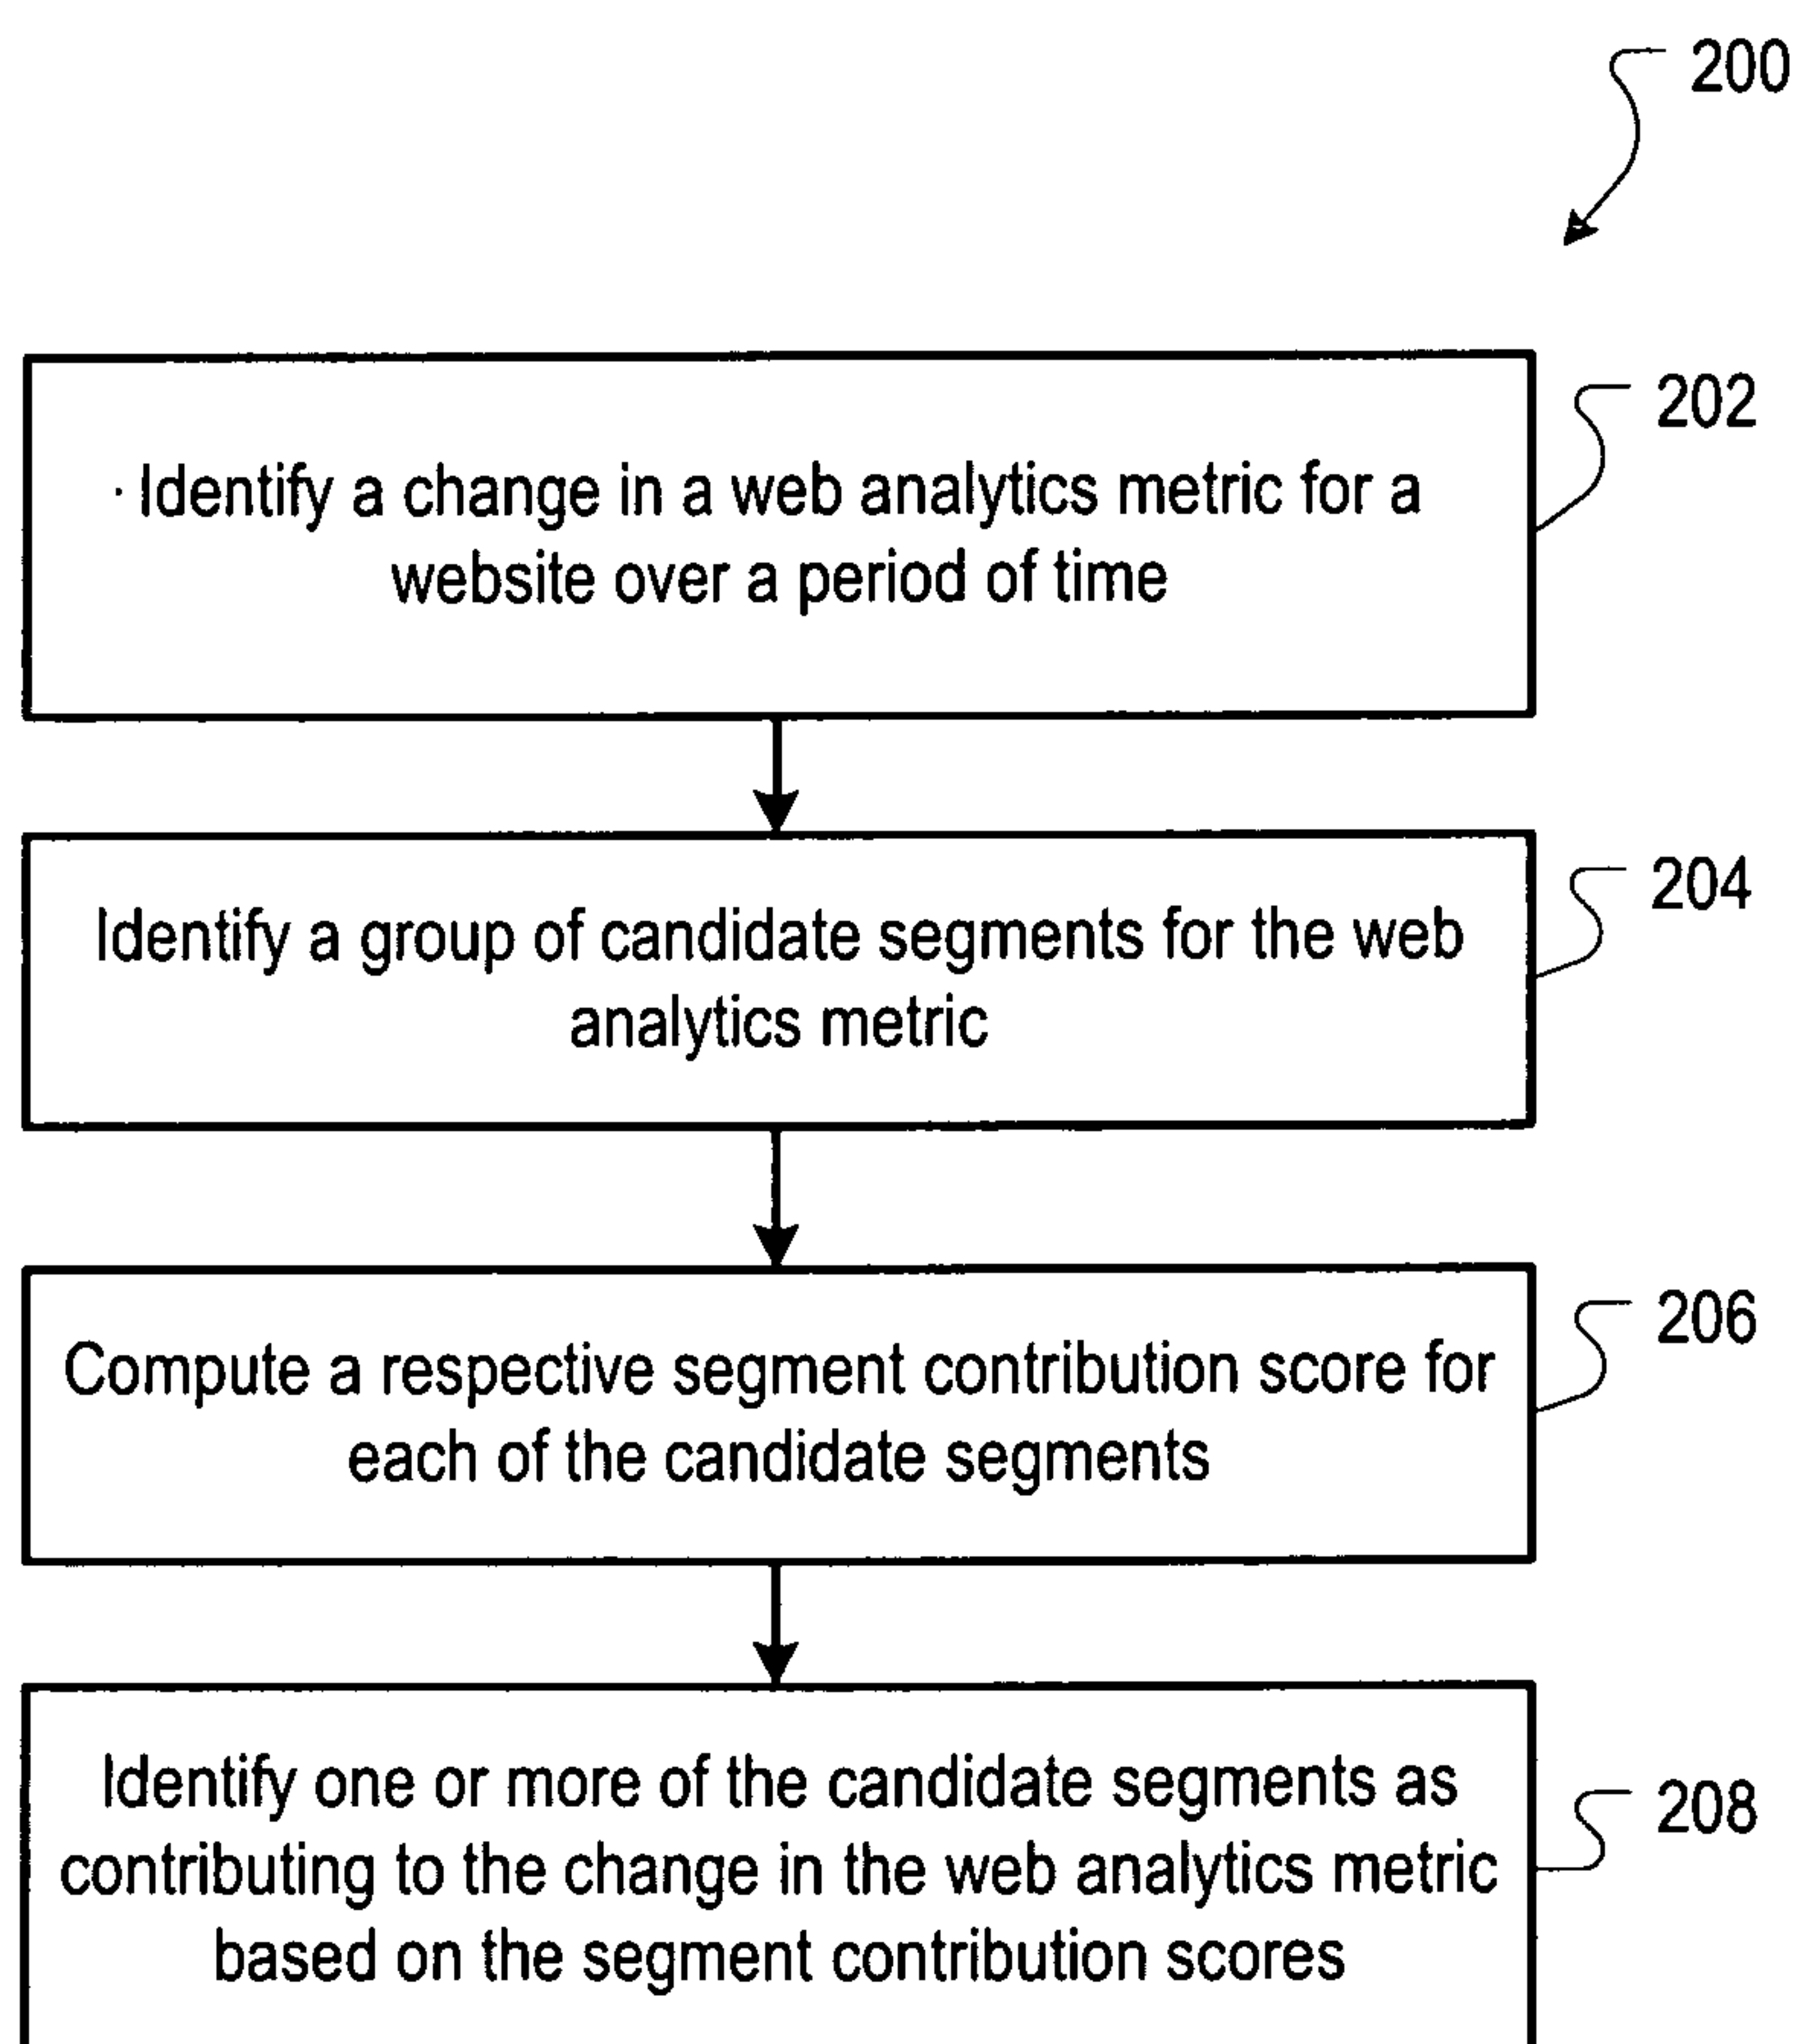 200
202
Identify a change in a web analytics metric for a
website over a period of time
204
Identify a group of candidate segments for the web
analytics metric
206
Compute a respective segment contribution score for
each of the candidate segments
208
Identify one or more of the candidate segments as
contributing to the change in the web analytics metric
based on the segment contribution scores